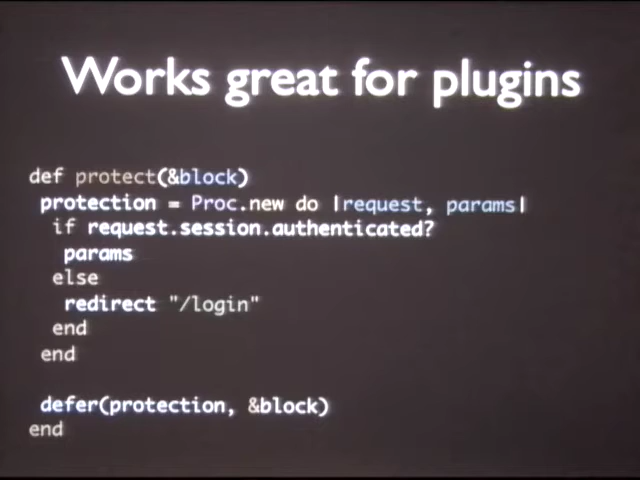 Works great for plugins
def protect(&block)
protection = Proc.new do |request, params|
if request.session.authenticated?
params
else
redirect "/login"
end
end
defer(protection, &block)
end